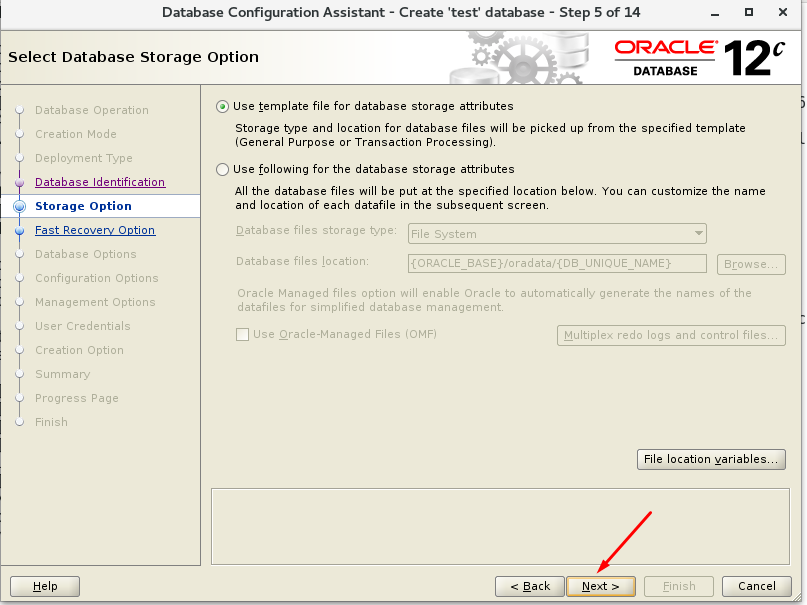 Database Configuration Assistant - Create 'test' database - Step 5 of 14
Select Database Storage Option
ORACLE®
DATABASE
12c
Database Operation
Creation Mode
Deployment Type
Database Identification
Storage Option
Fast Recovery Option
Database Options
Configuration Options
Management Options
User Credentials
Creation Option
Summary
Progress Page
Finish
Use template file for database storage attributes
Storage type and location for database files will be picked up from the specified template
(General Purpose or Transaction Processing).
Use following for the database storage attributes
All the database files will be put at the specified location below. You can customize the name
and location of each datafile in the subsequent screen.
Database files storage type: File System
Database files location: {ORACLE_BASE}/oradata/{DB_UNIQUE_NAME} Browse...
Oracle Managed files option will enable Oracle to automatically generate the names of the
datafiles for simplified database management.
Use Oracle-Managed Files (OMF) Multiplex redo logs and control files...
File location variables...
Help < Back Next > Finish Cancel